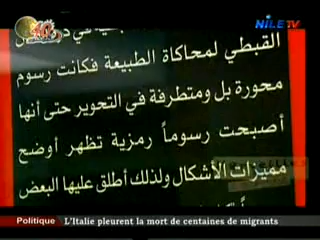 NiLE TV
القبطي لمحاكاة الطبيعة فكانت رسوم
محورة بل ومتطرفة في التحوير حتى أنها
أصبحت رسوماً رمزية تظهر أوضح
مميزات الأشكال ولذلك أطلق عليها البعض
Politique
L'Italie pleurent la mort de centaines de migrants